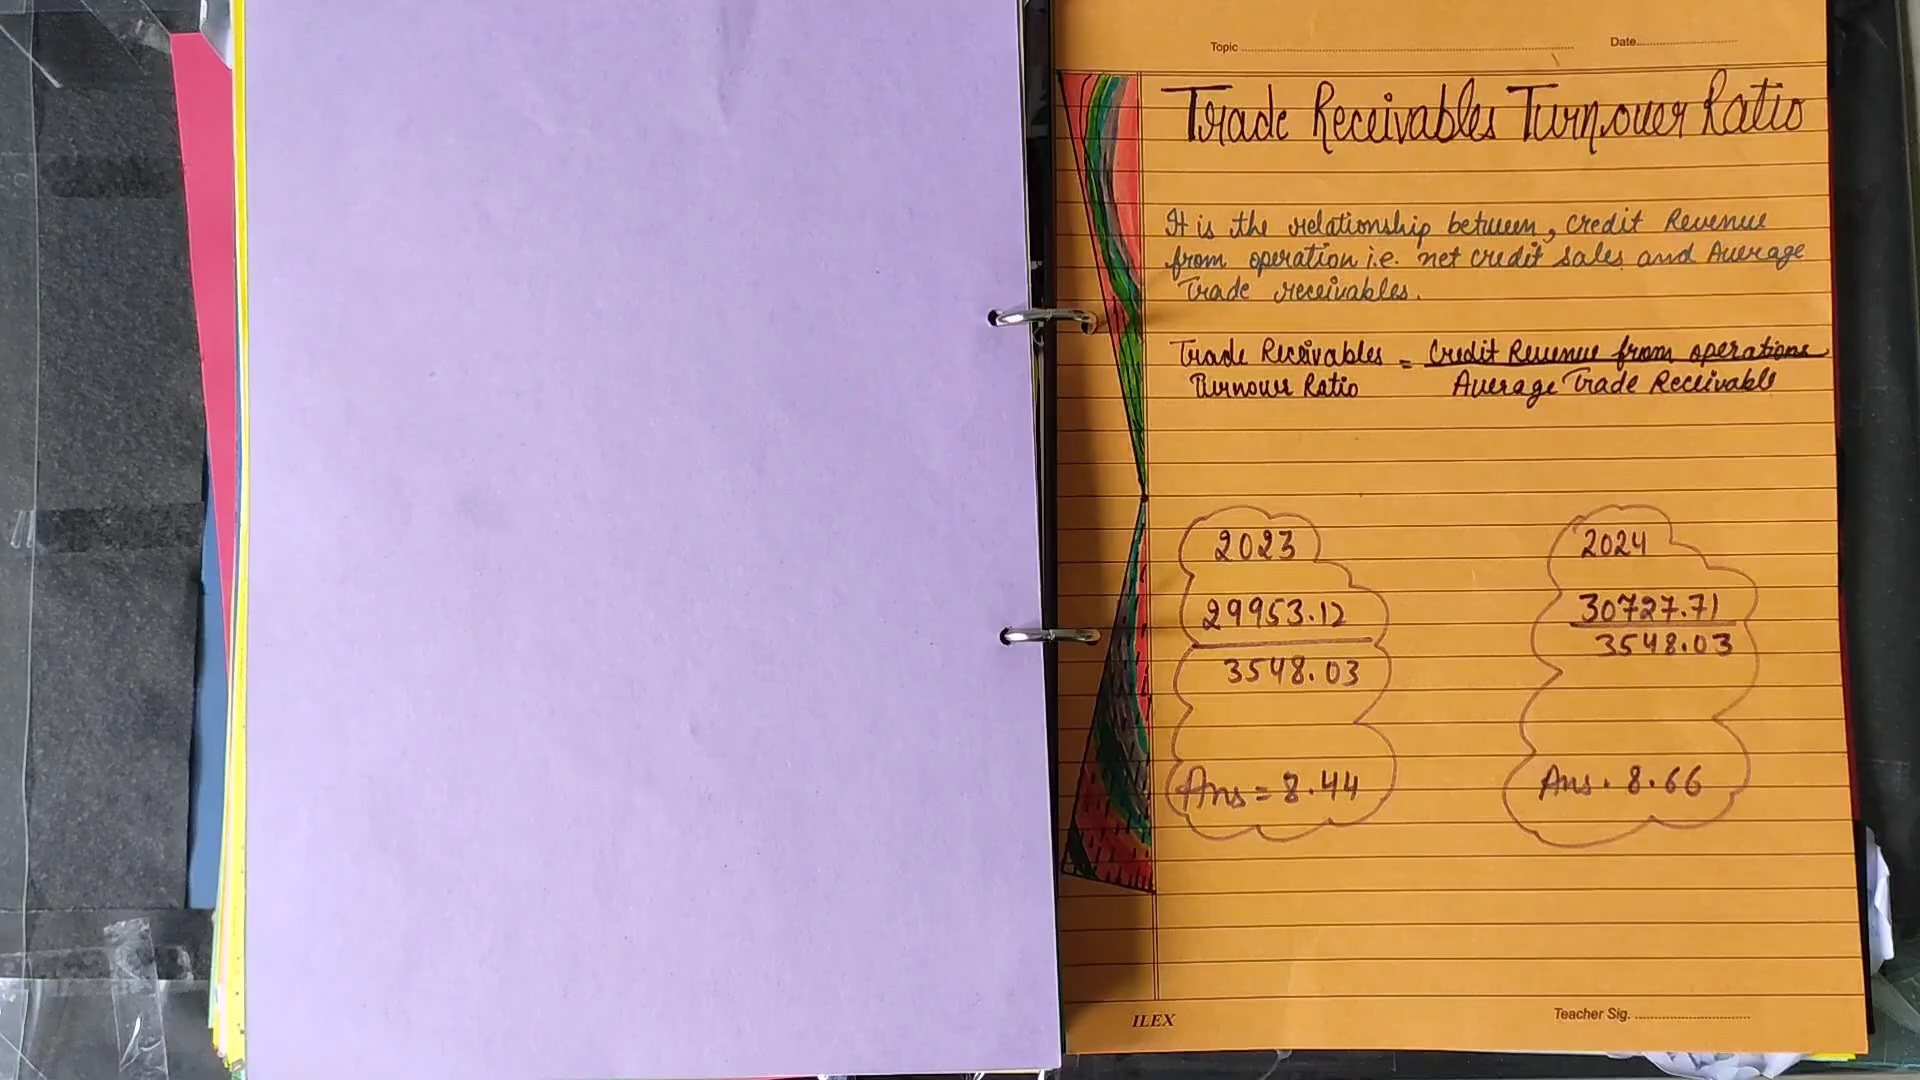 Topic
Date
Trade Receivables Turnover Ratio
It is the relationship between, credit Revenue
from operation i.e. net credit sales and Average
Trade receivables.
Trade Receivables = Credit Revenue from operations
Turnover Ratio Average Trade Receivable
2023
29953.12
3548.03
Ans = 8.44
2024
30727.71
3548.03
Ans. 8.66
ILEX
Teacher Sig.